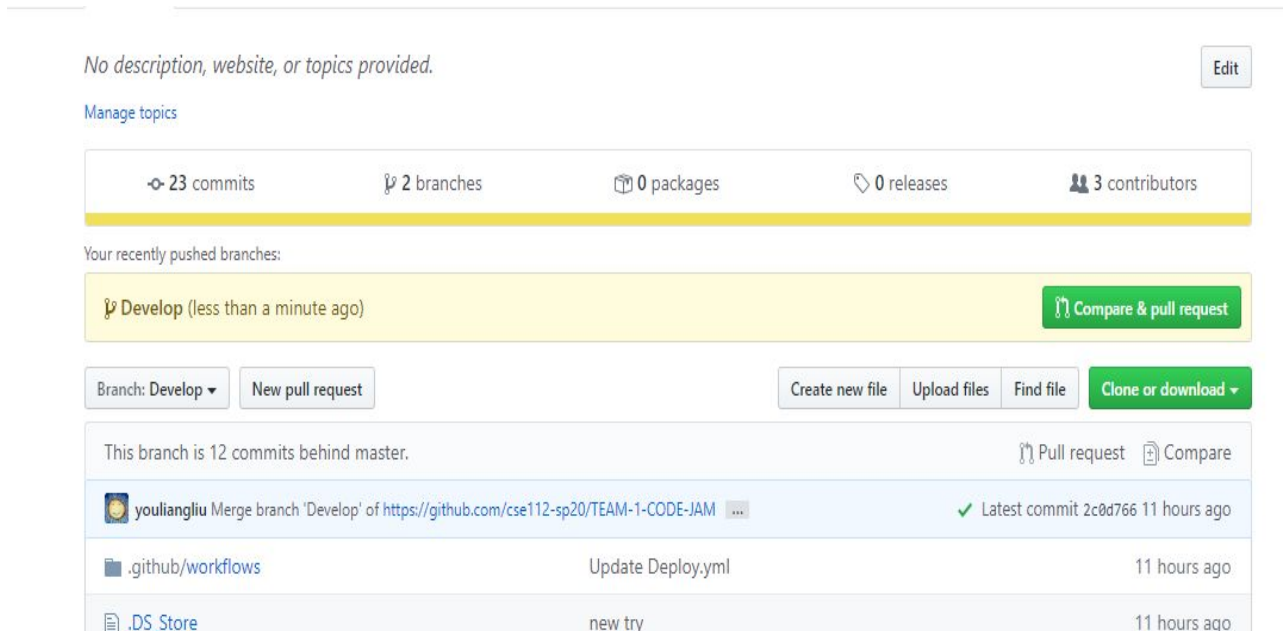 No description, website, or topics provided.
Edit
Manage topics
23 commits
2 branches
0 packages
0 releases
3 contributors
Your recently pushed branches:
Develop (less than a minute ago)
Compare & pull request
Branch: Develop
New pull request
Create new file
Upload files
Find file
Clone or download
This branch is 12 commits behind master.
Pull request
Compare
youliangliu Merge branch 'Develop' of https://github.com/cse112-sp20/TEAM-1-CODE-JAM ...
Latest commit 2c0d766 11 hours ago
.github/workflows
Update Deploy.yml
11 hours ago
.DS_Store
new try
11 hours ago